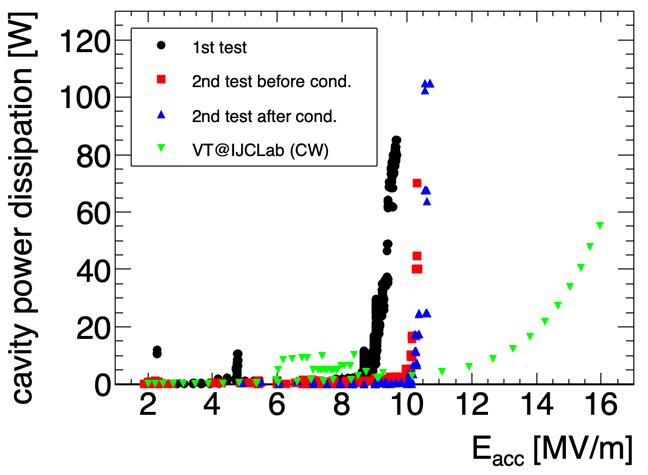 cavity power dissipation [W]
120
100
80
60
40
20
0
1st test
2nd test before cond.
2nd test after cond.
VT@IJCLab (CW)
2 4 6 8 10 12 14 16
Eacc [MV/m]